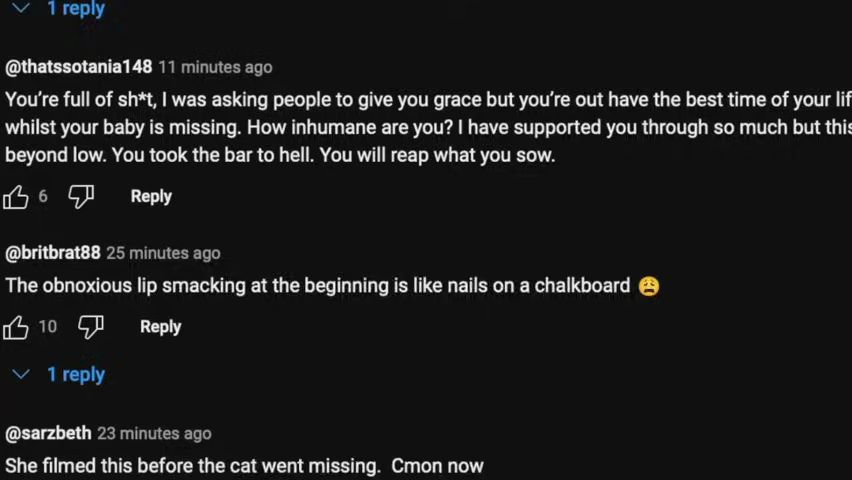 1 reply
@thatssotania148 11 minutes ago
You're full of sh*t, I was asking people to give you grace but you're out have the best time of your
whilst your baby is missing. How inhumane are you? I have supported you through so much but
beyond low. You took the bar to hell. You will reap what you sow.
6 Reply
@britbrat88 25 minutes ago
The obnoxious lip smacking at the beginning is like nails on a chalkboard 😩
10 Reply
1 reply
@sarzbeth 23 minutes ago
She filmed this before the cat went missing. Cmon now